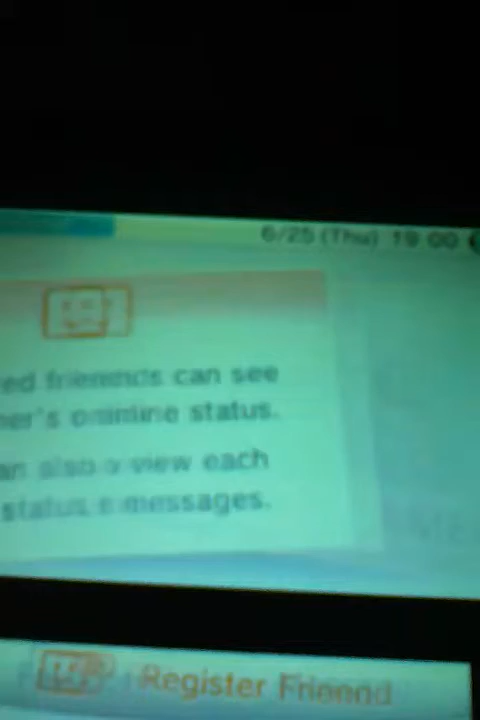 6/25 (Thu) 19 00
ed friends can see
er's online status.
an also view each
status messages.
Register Friend